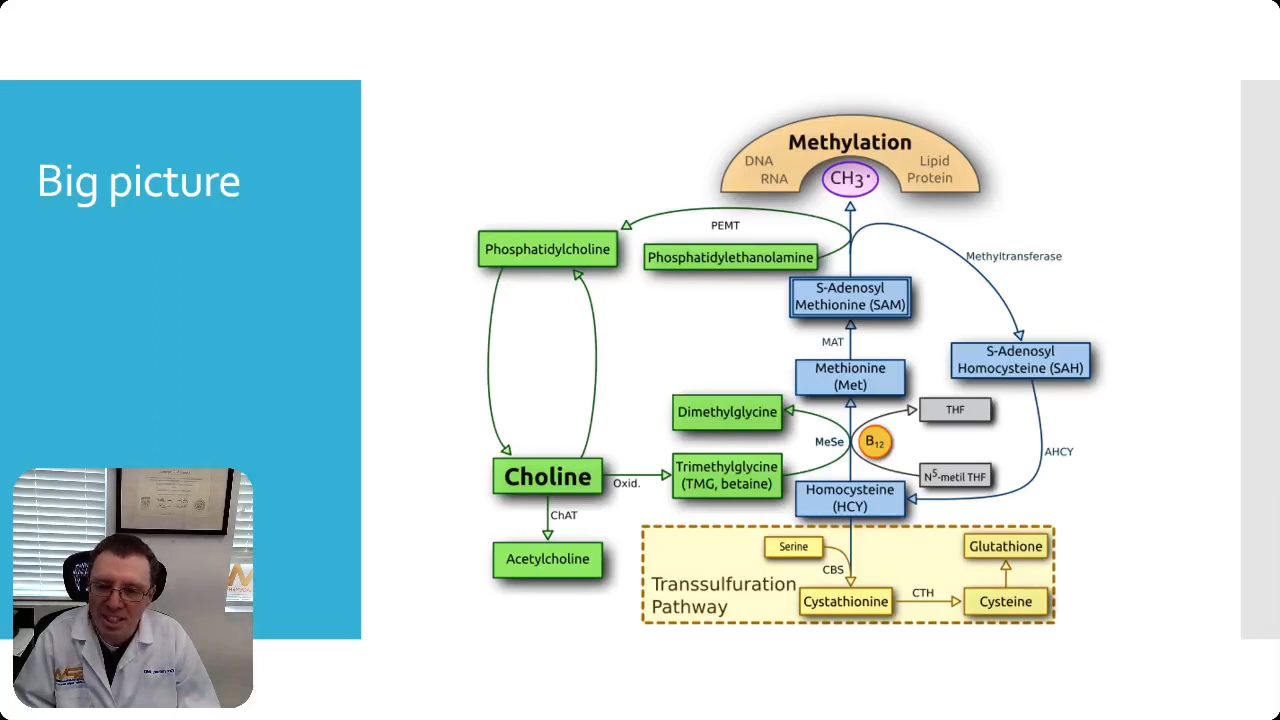 Big picture
Methylation
DNA
RNA
Lipid
Protein
CH3•
PEMT
Phosphatidylcholine
Phosphatidylethanolamine
Methyltransferase
S-Adenosyl
Methionine (SAM)
MAT
S-Adenosyl
Homocysteine (SAH)
Methionine
(Met)
Dimethylglycine
THF
MeSe
B12
AHCY
Choline
Oxid.
Trimethylglycine
(TMG, betaine)
N5-metil THF
Homocysteine
(HCY)
ChAT
Acetylcholine
Serine
CBS
Glutathione
Transsulfuration
Pathway
Cystathionine
CTH
Cysteine